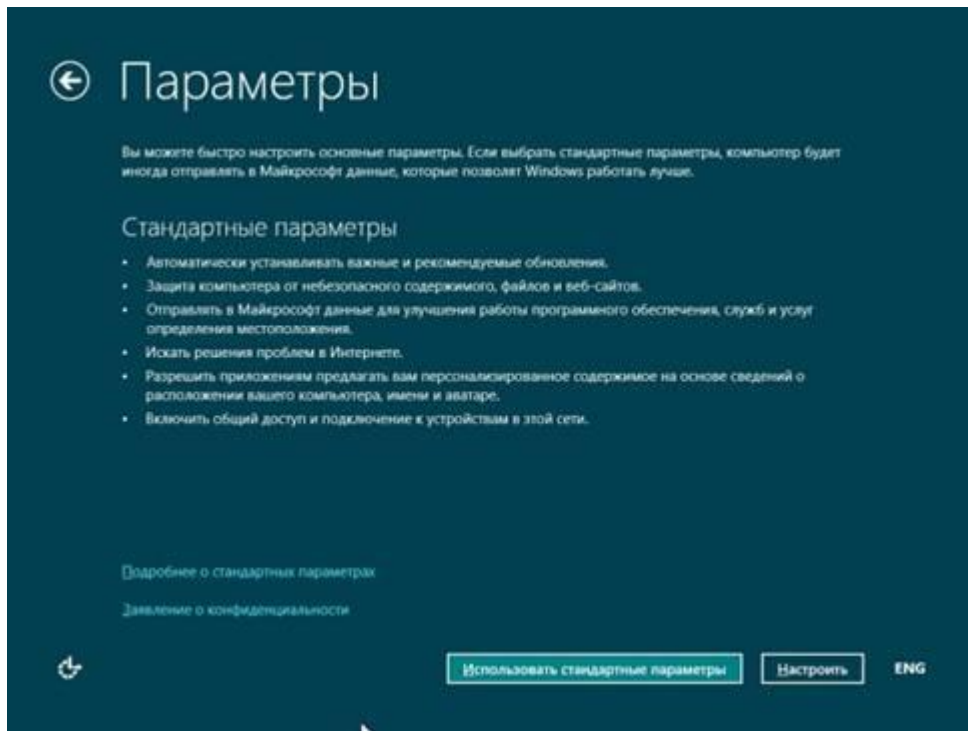 Параметры
Вы можете быстро настроить основные параметры. Если выбрать стандартные параметры, компьютер будет
иногда отправлять в Майкрософт данные, которые позволят Windows работать лучше.
Стандартные параметры
• Автоматически устанавливать важные и рекомендуемые обновления.
• Защита компьютера от небезопасного содержимого, файлов и веб-сайтов.
• Отправлять в Майкрософт данные для улучшения работы программного обеспечения, служб и услуг
определения местоположения.
• Искать решения проблем в Интернете.
• Разрешить приложениям предлагать вам персонализированное содержимое на основе сведений о
расположении вашего компьютера, имени и аватаре.
• Включить общий доступ и подключение к устройствам в этой сети.
Подробнее о стандартных параметрах
Заявление о конфиденциальности
Использовать стандартные параметры Настроить ENG